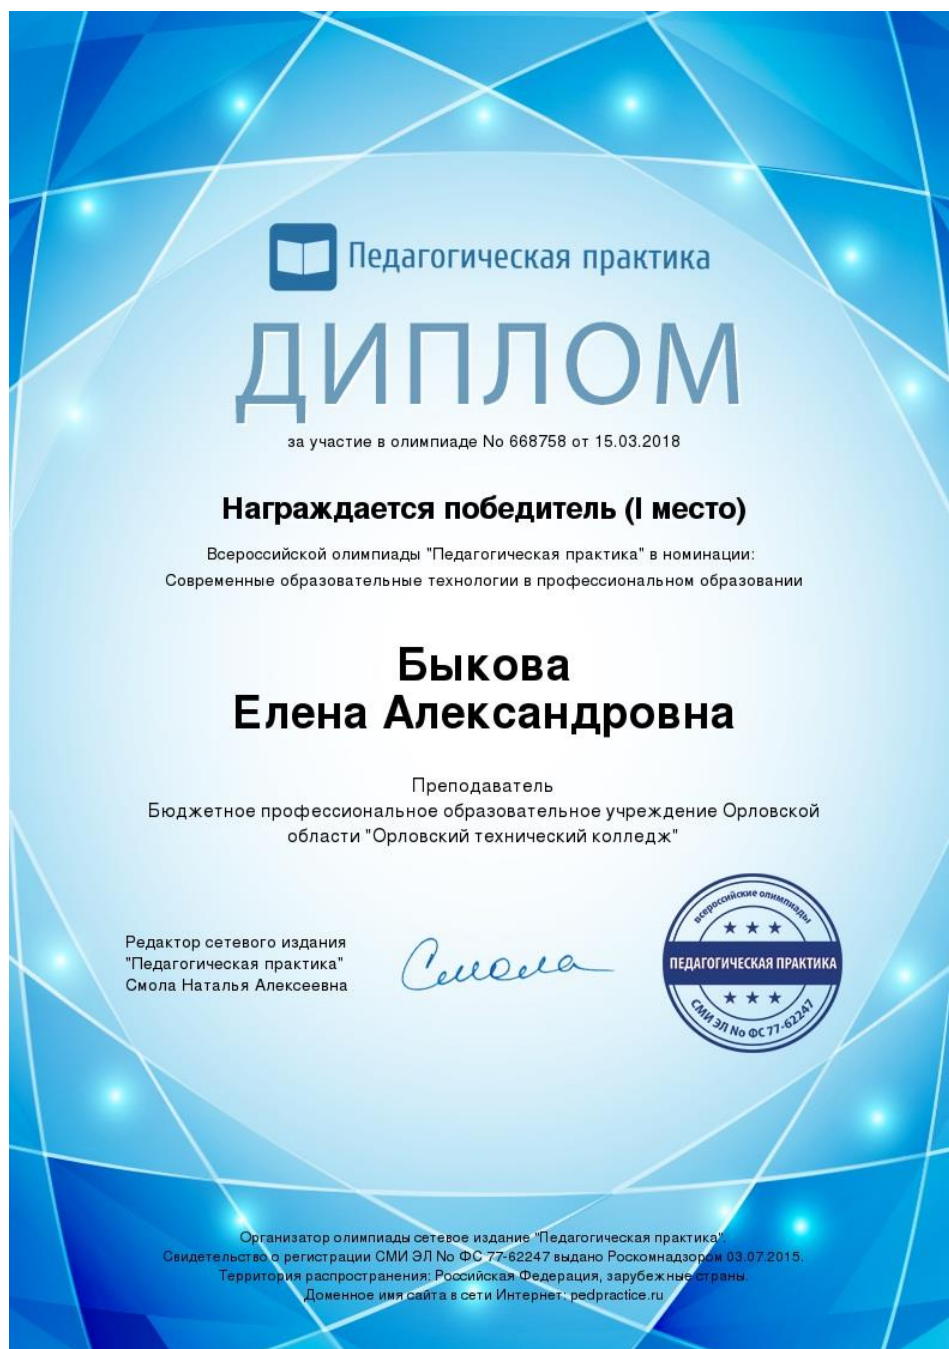 Педагогическая практика
ДИПЛОМ
за участие в олимпиаде No 668758 от 15.03.2018
Награждается победитель (I место)
Всероссийской олимпиады "Педагогическая практика" в номинации:
Современные образовательные технологии в профессиональном образовании
Быкова
Елена Александровна
Преподаватель
Бюджетное профессиональное образовательное учреждение Орловской
области "Орловский технический колледж"
Редактор сетевого издания
"Педагогическая практика"
Смола Наталья Алексеевна
Смола
всероссийские олимпиады
ПЕДАГОГИЧЕСКАЯ ПРАКТИКА
СМИ ЭЛ No ФС 77-62247
Организатор олимпиады сетевое издание "Педагогическая практика".
Свидетельство о регистрации СМИ ЭЛ No ФС 77-62247 выдано Роскомнадзором 03.07.2015.
Территория распространения: Российская Федерация, зарубежные страны.
Доменное имя сайта в сети Интернет: pedpractice.ru